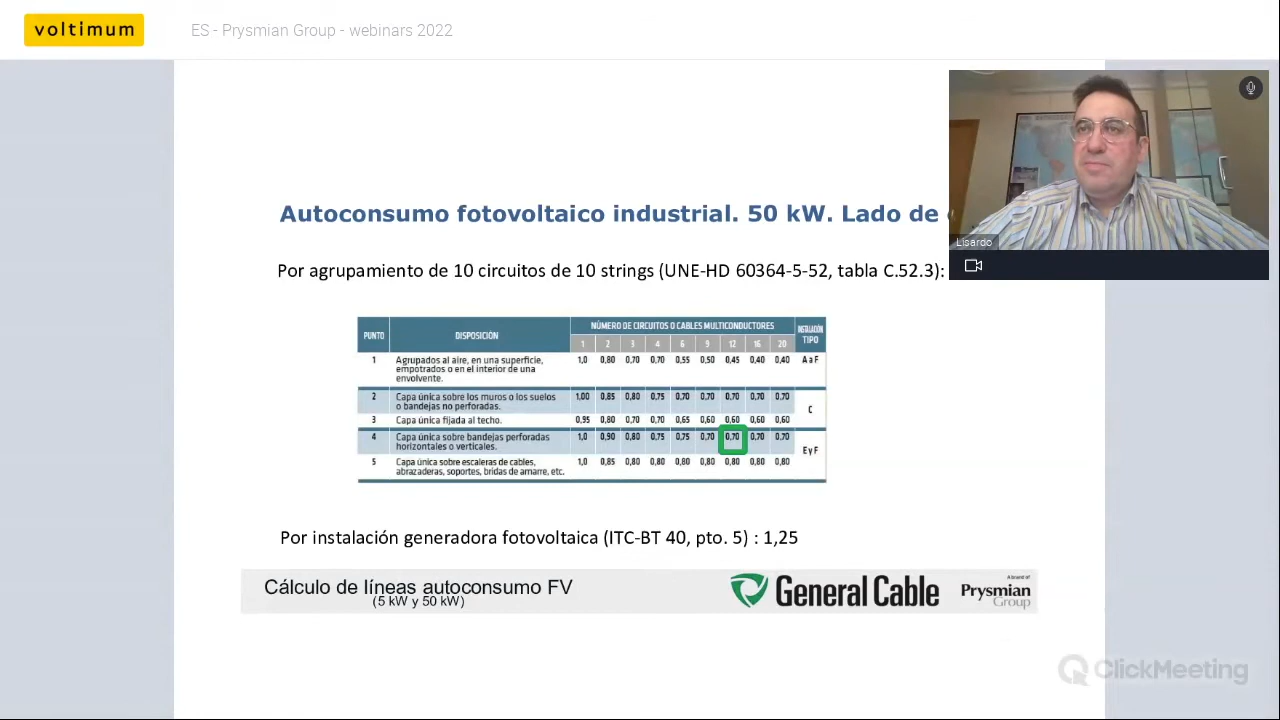 voltimum
ES - Prysmian Group - webinars 2022
Lisardo
Autoconsumo fotovoltaico industrial. 50 kW. Lado de
Por agrupamiento de 10 circuitos de 10 strings (UNE-HD 60364-5-52, tabla C.52.3):
PUNTO DISPOSICIÓN NÚMERO DE CIRCUITOS O CABLES MULTICONDUCTORES INSTALACIÓN TIPO
1 2 3 4 6 9 12 16 20
1 Agrupados al aire, en una superficie, 1,0 0,80 0,70 0,70 0,55 0,50 0,45 0,40 0,40 A a F
empotrados o en el interior de una
envolvente.
2 Capa única sobre los muros o los suelos 1,00 0,85 0,80 0,75 0,70 0,70 0,70 0,70 0,70
o bandejas no perforadas.
C
3 Capa única fijada al techo. 0,95 0,80 0,70 0,70 0,65 0,60 0,60 0,60 0,60
4 Capa única sobre bandejas perforadas 1,0 0,90 0,80 0,75 0,75 0,70 0,70 0,70 0,70
horizontales o verticales.
E y F
5 Capa única sobre escaleras de cables, 1,0 0,85 0,80 0,80 0,80 0,80 0,80 0,80 0,80
abrazaderas, soportes, bridas de amarre, etc.
Por instalación generadora fotovoltaica (ITC-BT 40, pto. 5) : 1,25
Cálculo de líneas autoconsumo FV
(5 kW y 50 kW)
General Cable
A brand of
Prysmian
Group
ClickMeeting